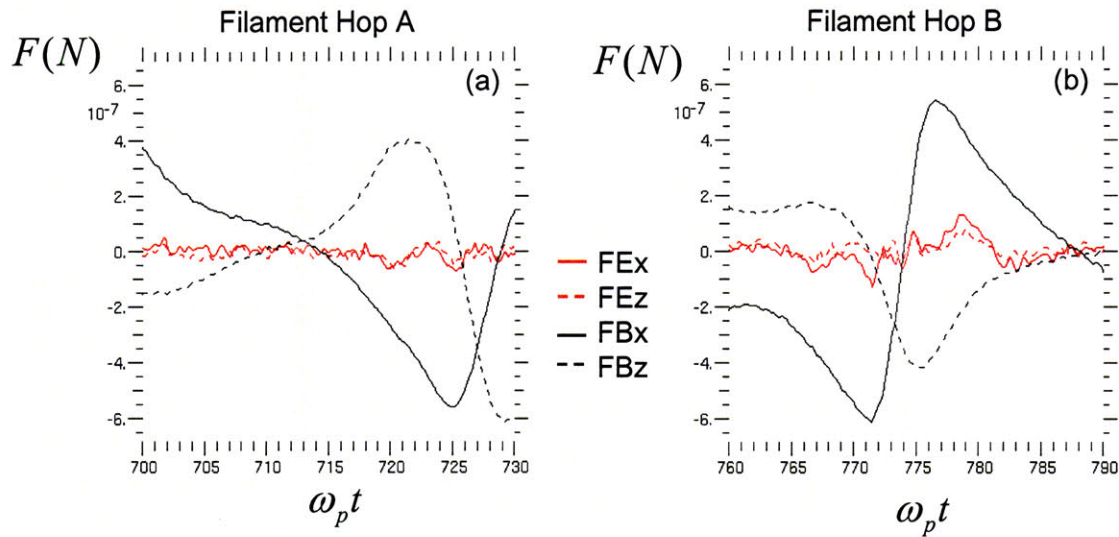 Filament Hop A
F(N)
(a)
6.
10-7
4.
2.
0.
-2.
-4.
-6.
700 705 710 715 720 725 730
ωpt
FEx
FEz
FBx
FBz
Filament Hop B
F(N)
(b)
6.
10-7
4.
2.
0.
-2.
-4.
-6.
760 765 770 775 780 785 790
ωpt